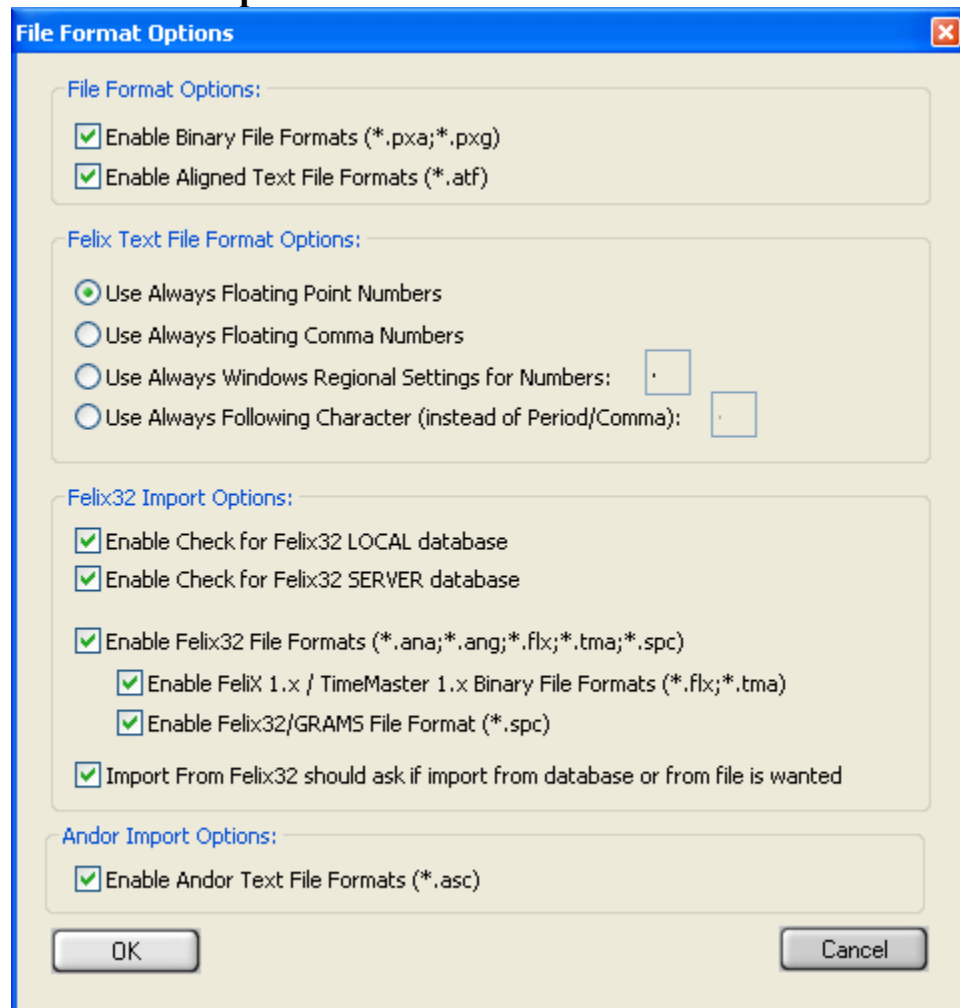 File Format Options
File Format Options:
Enable Binary File Formats (*.pxa;*.pxg)
Enable Aligned Text File Formats (*.atf)
Felix Text File Format Options:
Use Always Floating Point Numbers
Use Always Floating Comma Numbers
Use Always Windows Regional Settings for Numbers: .
Use Always Following Character (instead of Period/Comma): .
Felix32 Import Options:
Enable Check for Felix32 LOCAL database
Enable Check for Felix32 SERVER database
Enable Felix32 File Formats (*.ana;*.ang;*.flx;*.tma;*.spc)
Enable FeliX 1.x / TimeMaster 1.x Binary File Formats (*.flx;*.tma)
Enable Felix32/GRAMS File Format (*.spc)
Import From Felix32 should ask if import from database or from file is wanted
Andor Import Options:
Enable Andor Text File Formats (*.asc)
OK Cancel